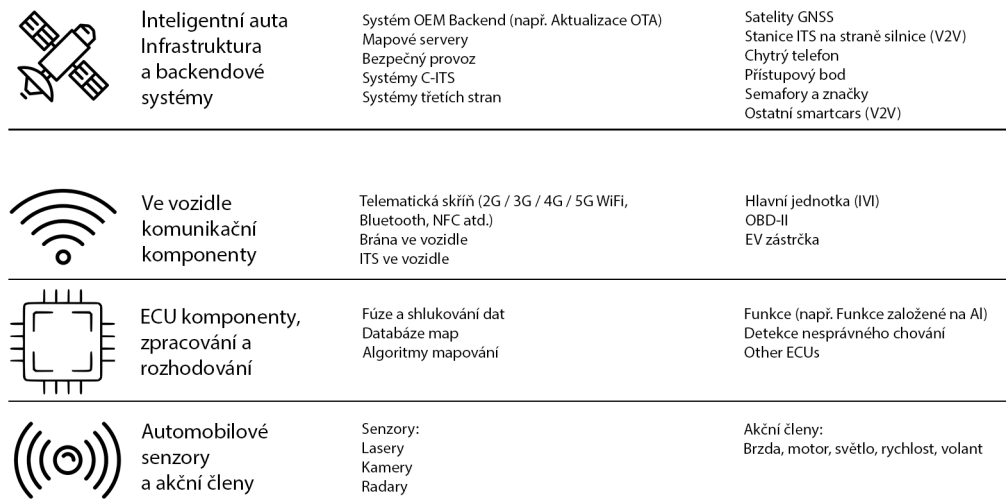 Inteligentní auta
Infrastruktura
a backendové
systémy
Systém OEM Backend (např. Aktualizace OTA)
Mapové servery
Bezpečný provoz
Systémy C-ITS
Systémy třetích stran
Satelity GNSS
Stanice ITS na straně silnice (V2V)
Chytrý telefon
Přístupový bod
Semafory a značky
Ostatní smartcars (V2V)
Ve vozidle
komunikační
komponenty
Telematická skříň (2G / 3G / 4G / 5G WiFi,
Bluetooth, NFC atd.)
Brána ve vozidle
ITS ve vozidle
Hlavní jednotka (IVI)
OBD-II
EV zástrčka
ECU komponenty,
zpracování a
rozhodování
Fúze a shlukování dat
Databáze map
Algoritmy mapování
Funkce (např. Funkce založené na Al)
Detekce nesprávného chování
Other ECUs
Automobilové
senzory
a akční členy
Senzory:
Lasery
Kamery
Radary
Akční členy:
Brzda, motor, světlo, rychlost, volant